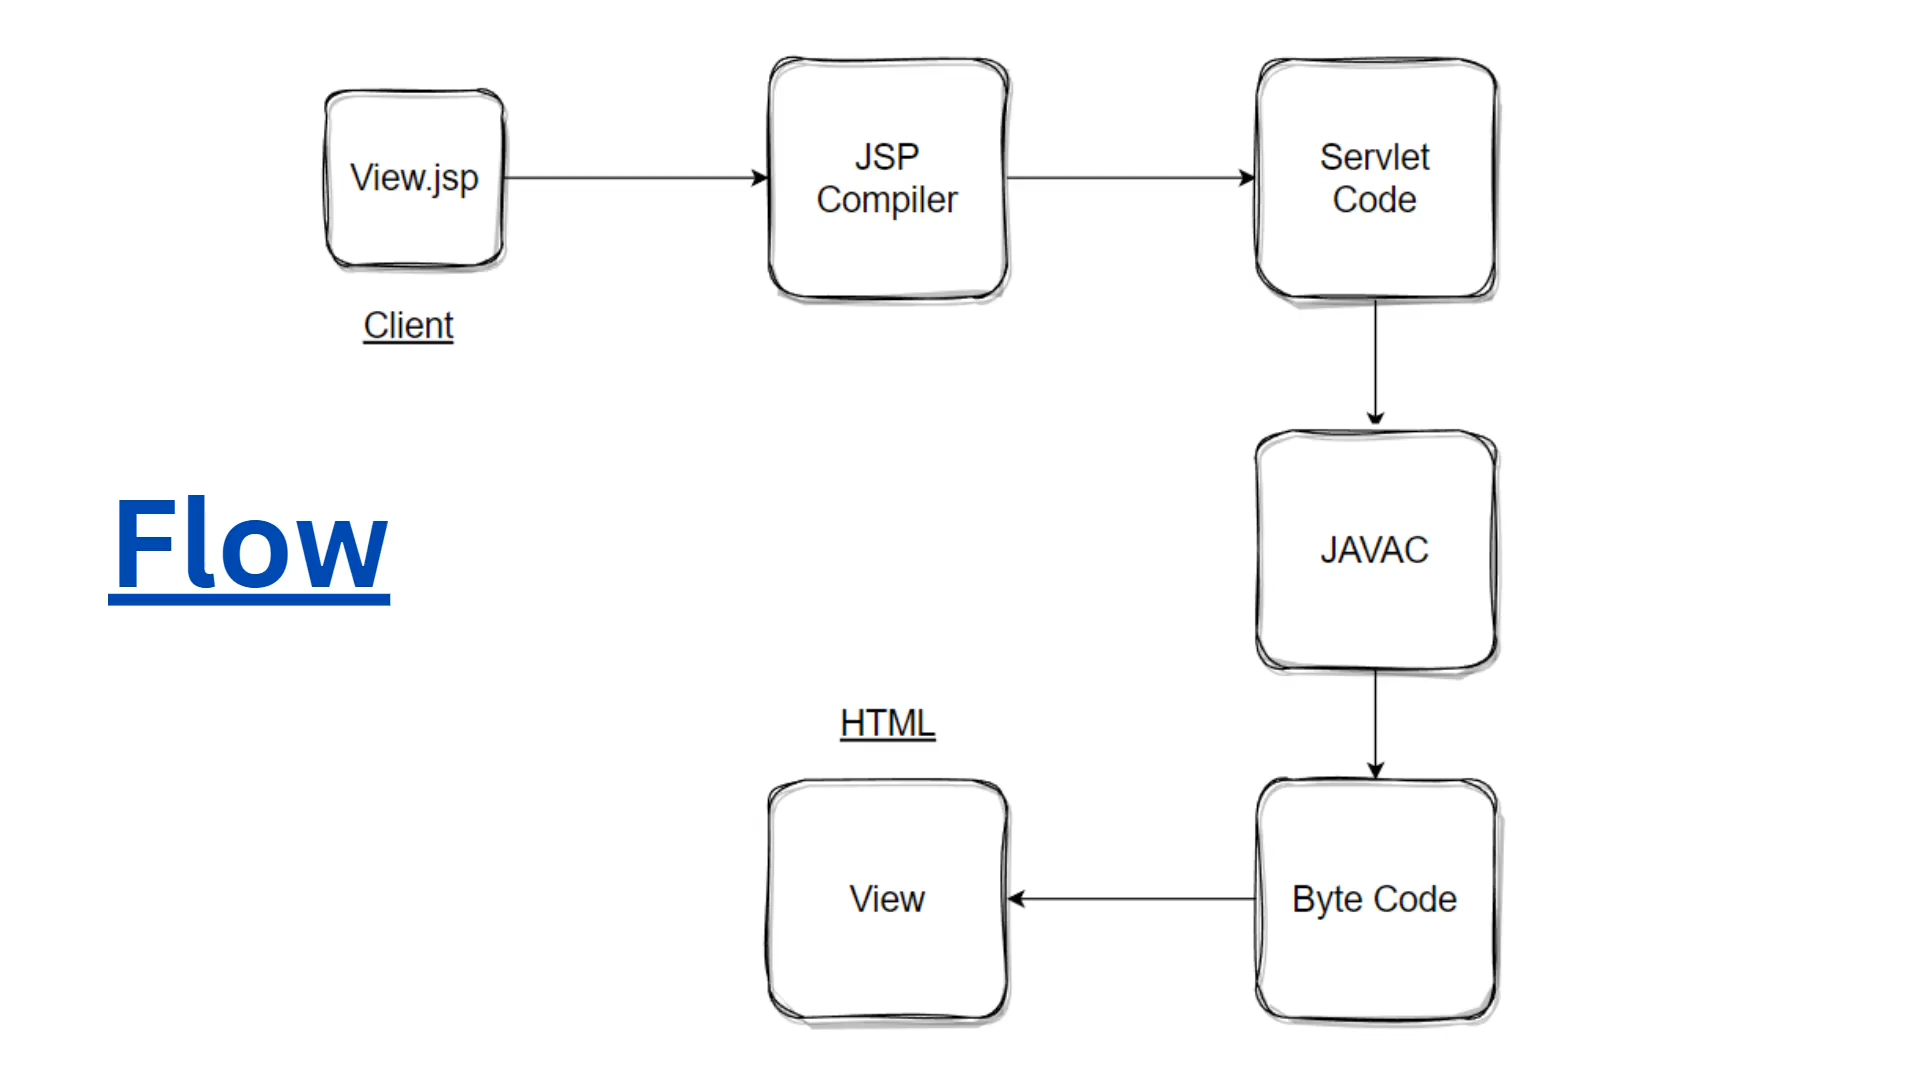 View.jsp
Client
JSP
Compiler
Servlet
Code
Flow
JAVAC
HTML
View
Byte Code